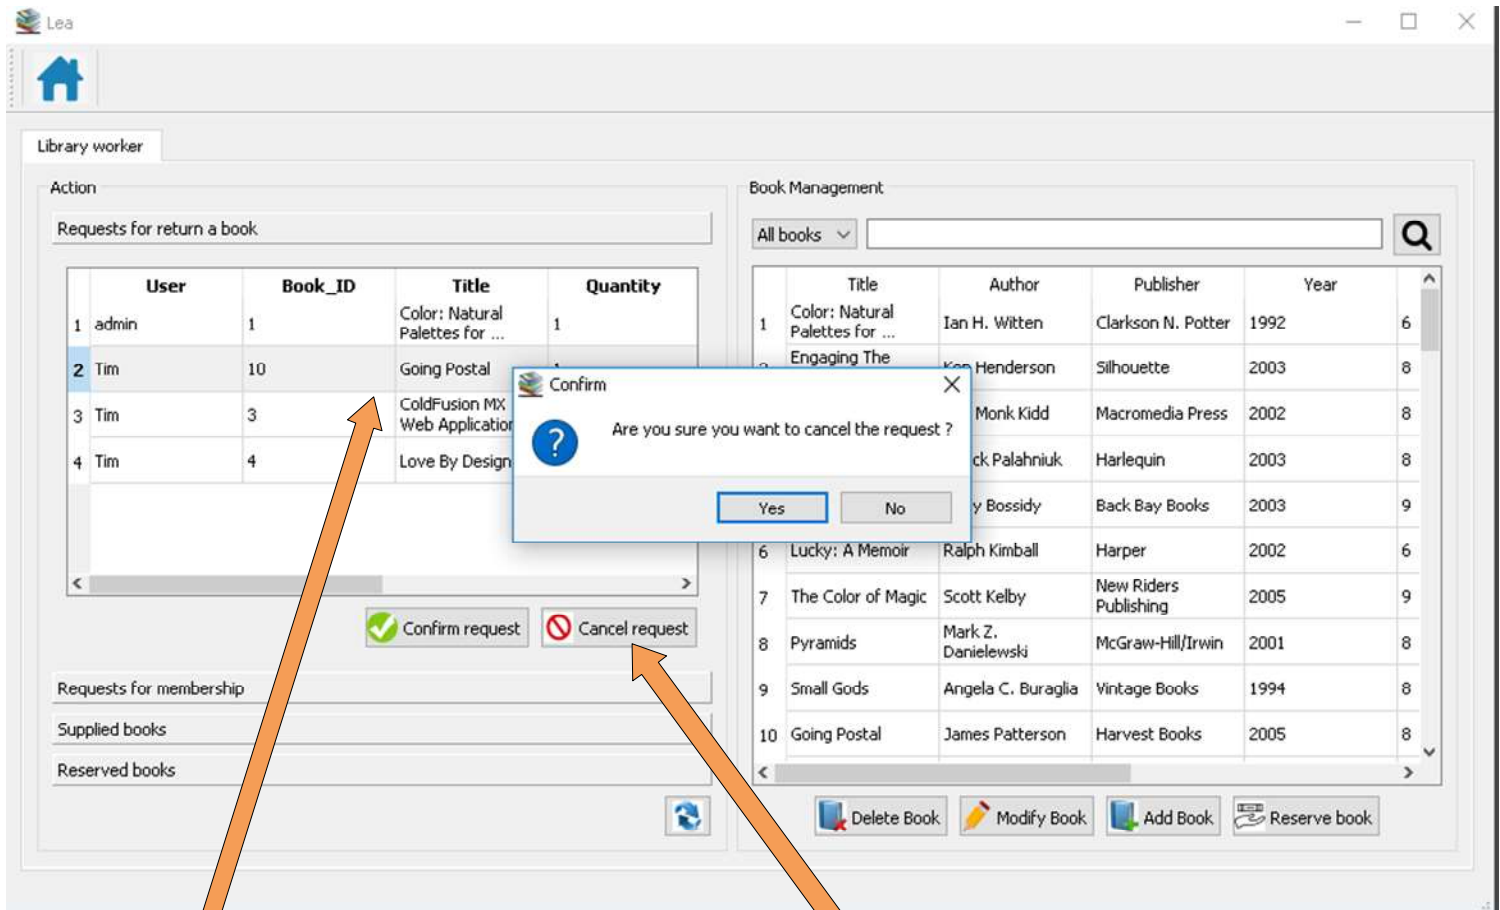 Lea
Library worker
Action
Requests for return a book
User Book_ID Title Quantity
1 admin 1 Color: Natural Palettes for ... 1
2 Tim 10 Going Postal
3 Tim 3 ColdFusion MX Web Application
4 Tim 4 Love By Design
Confirm request
Cancel request
Requests for membership
Supplied books
Reserved books
Confirm
Are you sure you want to cancel the request ?
Yes
No
Book Management
All books
Title Author Publisher Year
1 Color: Natural Palettes for ... Ian H. Witten Clarkson N. Potter 1992 6
Engaging The Henderson Silhouette 2003 8
Monk Kidd Macromedia Press 2002 8
Palahniuk Harlequin 2003 8
Bossidy Back Bay Books 2003 9
6 Lucky: A Memoir Ralph Kimball Harper 2002 6
7 The Color of Magic Scott Kelby New Riders Publishing 2005 9
8 Pyramids Mark Z. Danielewski McGraw-Hill/Irwin 2001 8
9 Small Gods Angela C. Buraglia Vintage Books 1994 8
10 Going Postal James Patterson Harvest Books 2005 8
Delete Book
Modify Book
Add Book
Reserve book